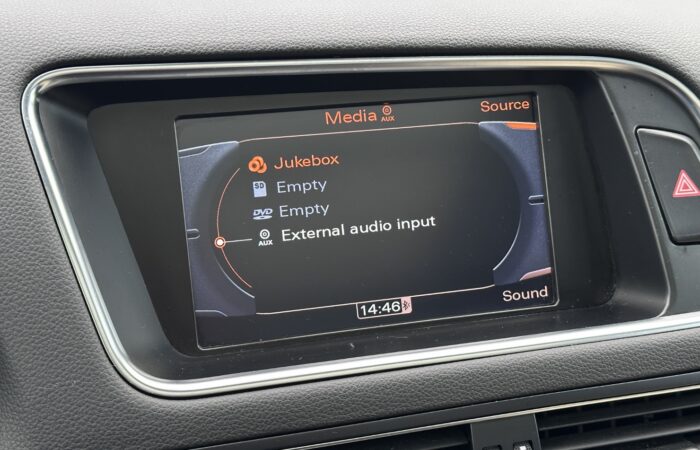 Media AUX
Source
Jukebox
SD Empty
DVD Empty
AUX External audio input
14:46
Sound